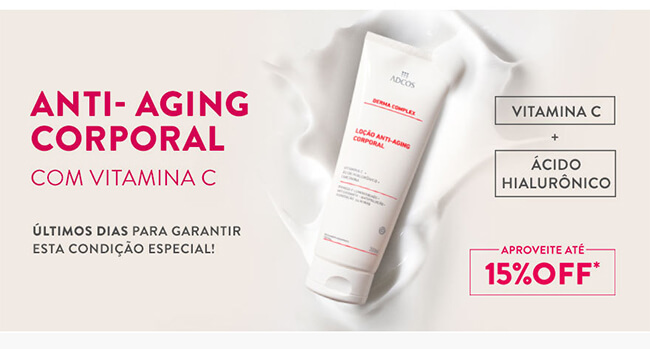 ANTI- AGING
CORPORAL
COM VITAMINA C
ÚLTIMOS DIAS PARA GARANTIR
ESTA CONDIÇÃO ESPECIAL!
ADCOS
DERMA COMPLEX
LOÇÃO ANTI-AGING
CORPORAL
VITAMINA C +
VITAMINA C
+
ÁCIDO
HIALURÔNICO
APROVEITE ATÉ
15%OFF*